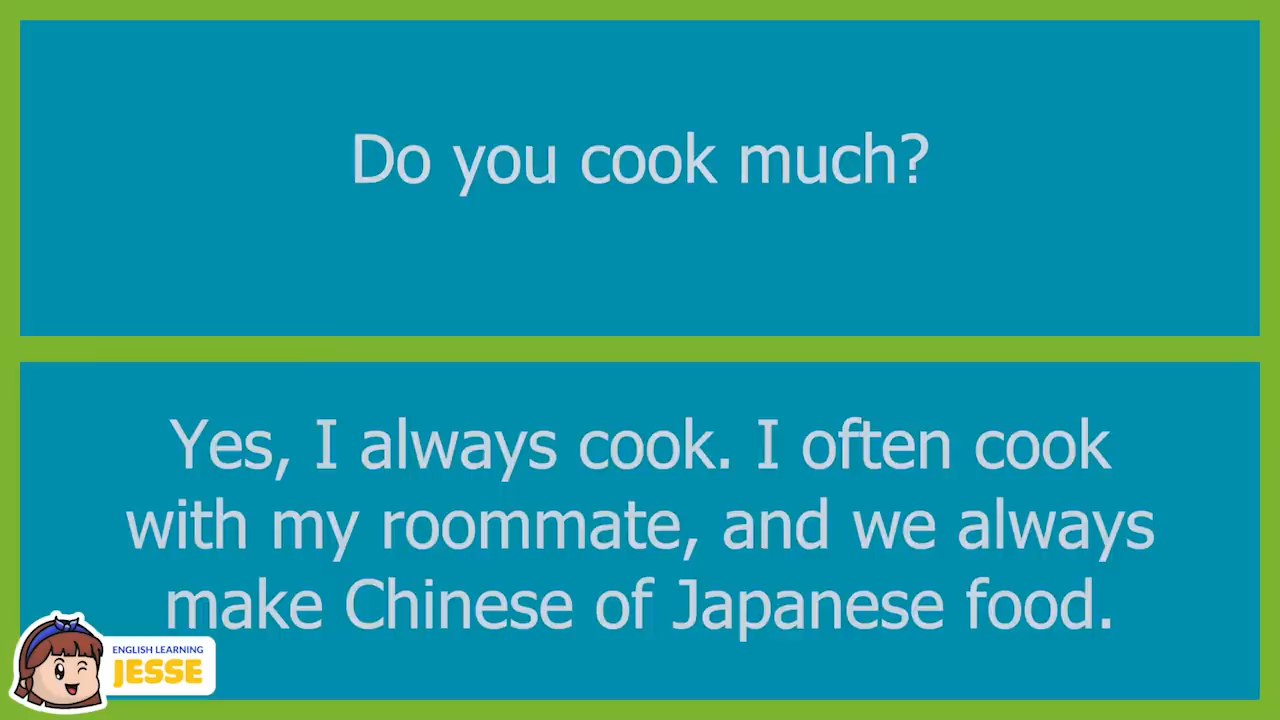 Do you cook much?
Yes, I always cook. I often cook
with my roommate, and we always
make Chinese of Japanese food.
ENGLISH LEARNING
JESSE